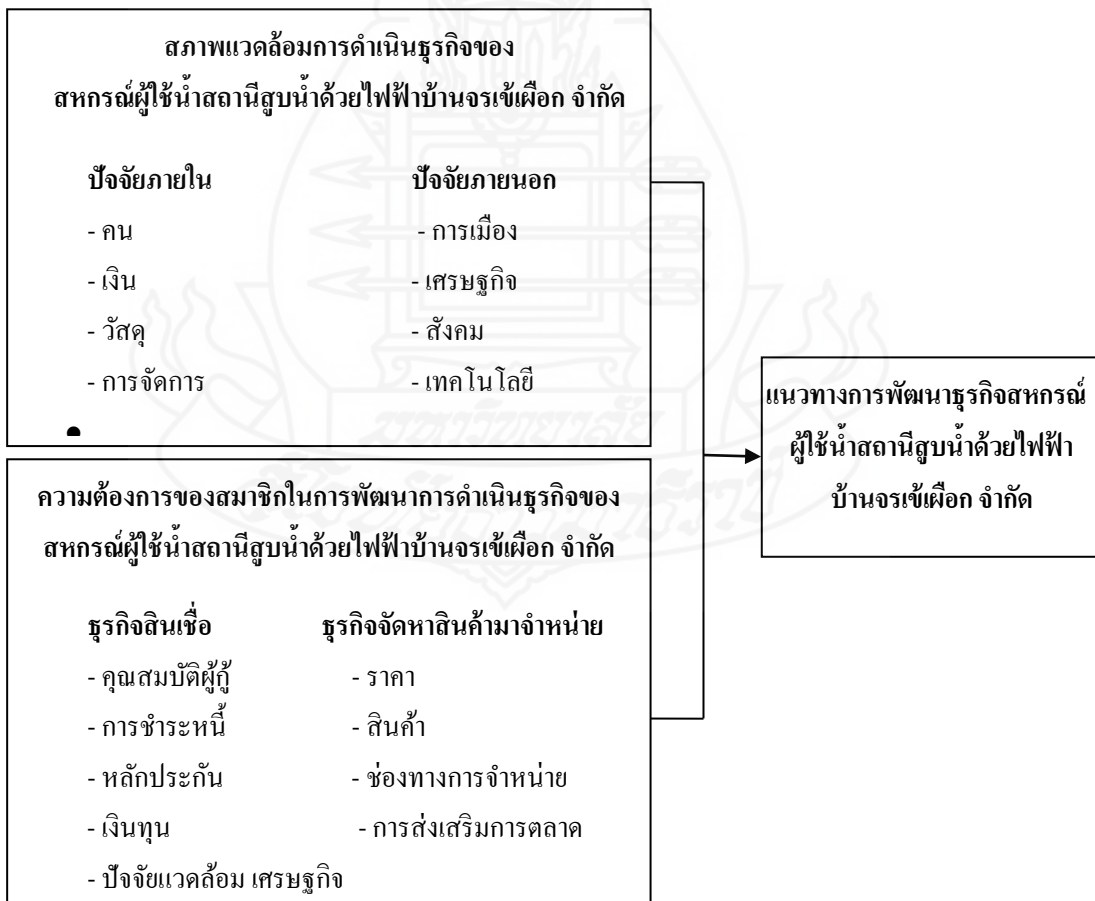 สภาพแวดล้อมการดำเนินธุรกิจของ
สหกรณ์ผู้ใช้น้ำสถานีสูบน้ำด้วยไฟฟ้าบ้านจรเข้เผือก จำกัด
ปัจจัยภายใน ปัจจัยภายนอก
- คน - การเมือง
- เงิน - เศรษฐกิจ
- วัสดุ - สังคม
- การจัดการ - เทคโนโลยี
ความต้องการของสมาชิกในการพัฒนาการดำเนินธุรกิจของ
สหกรณ์ผู้ใช้น้ำสถานีสูบน้ำด้วยไฟฟ้าบ้านจรเข้เผือก จำกัด
ธุรกิจสินเชื่อ ธุรกิจจัดหาสินค้ามาจำหน่าย
- คุณสมบัติผู้กู้ - ราคา
- การชำระหนี้ - สินค้า
- หลักประกัน - ช่องทางการจำหน่าย
- เงินทุน - การส่งเสริมการตลาด
- ปัจจัยแวดล้อม เศรษฐกิจ
แนวทางการพัฒนาธุรกิจสหกรณ์
ผู้ใช้น้ำสถานีสูบน้ำด้วยไฟฟ้า
บ้านจรเข้เผือก จำกัด